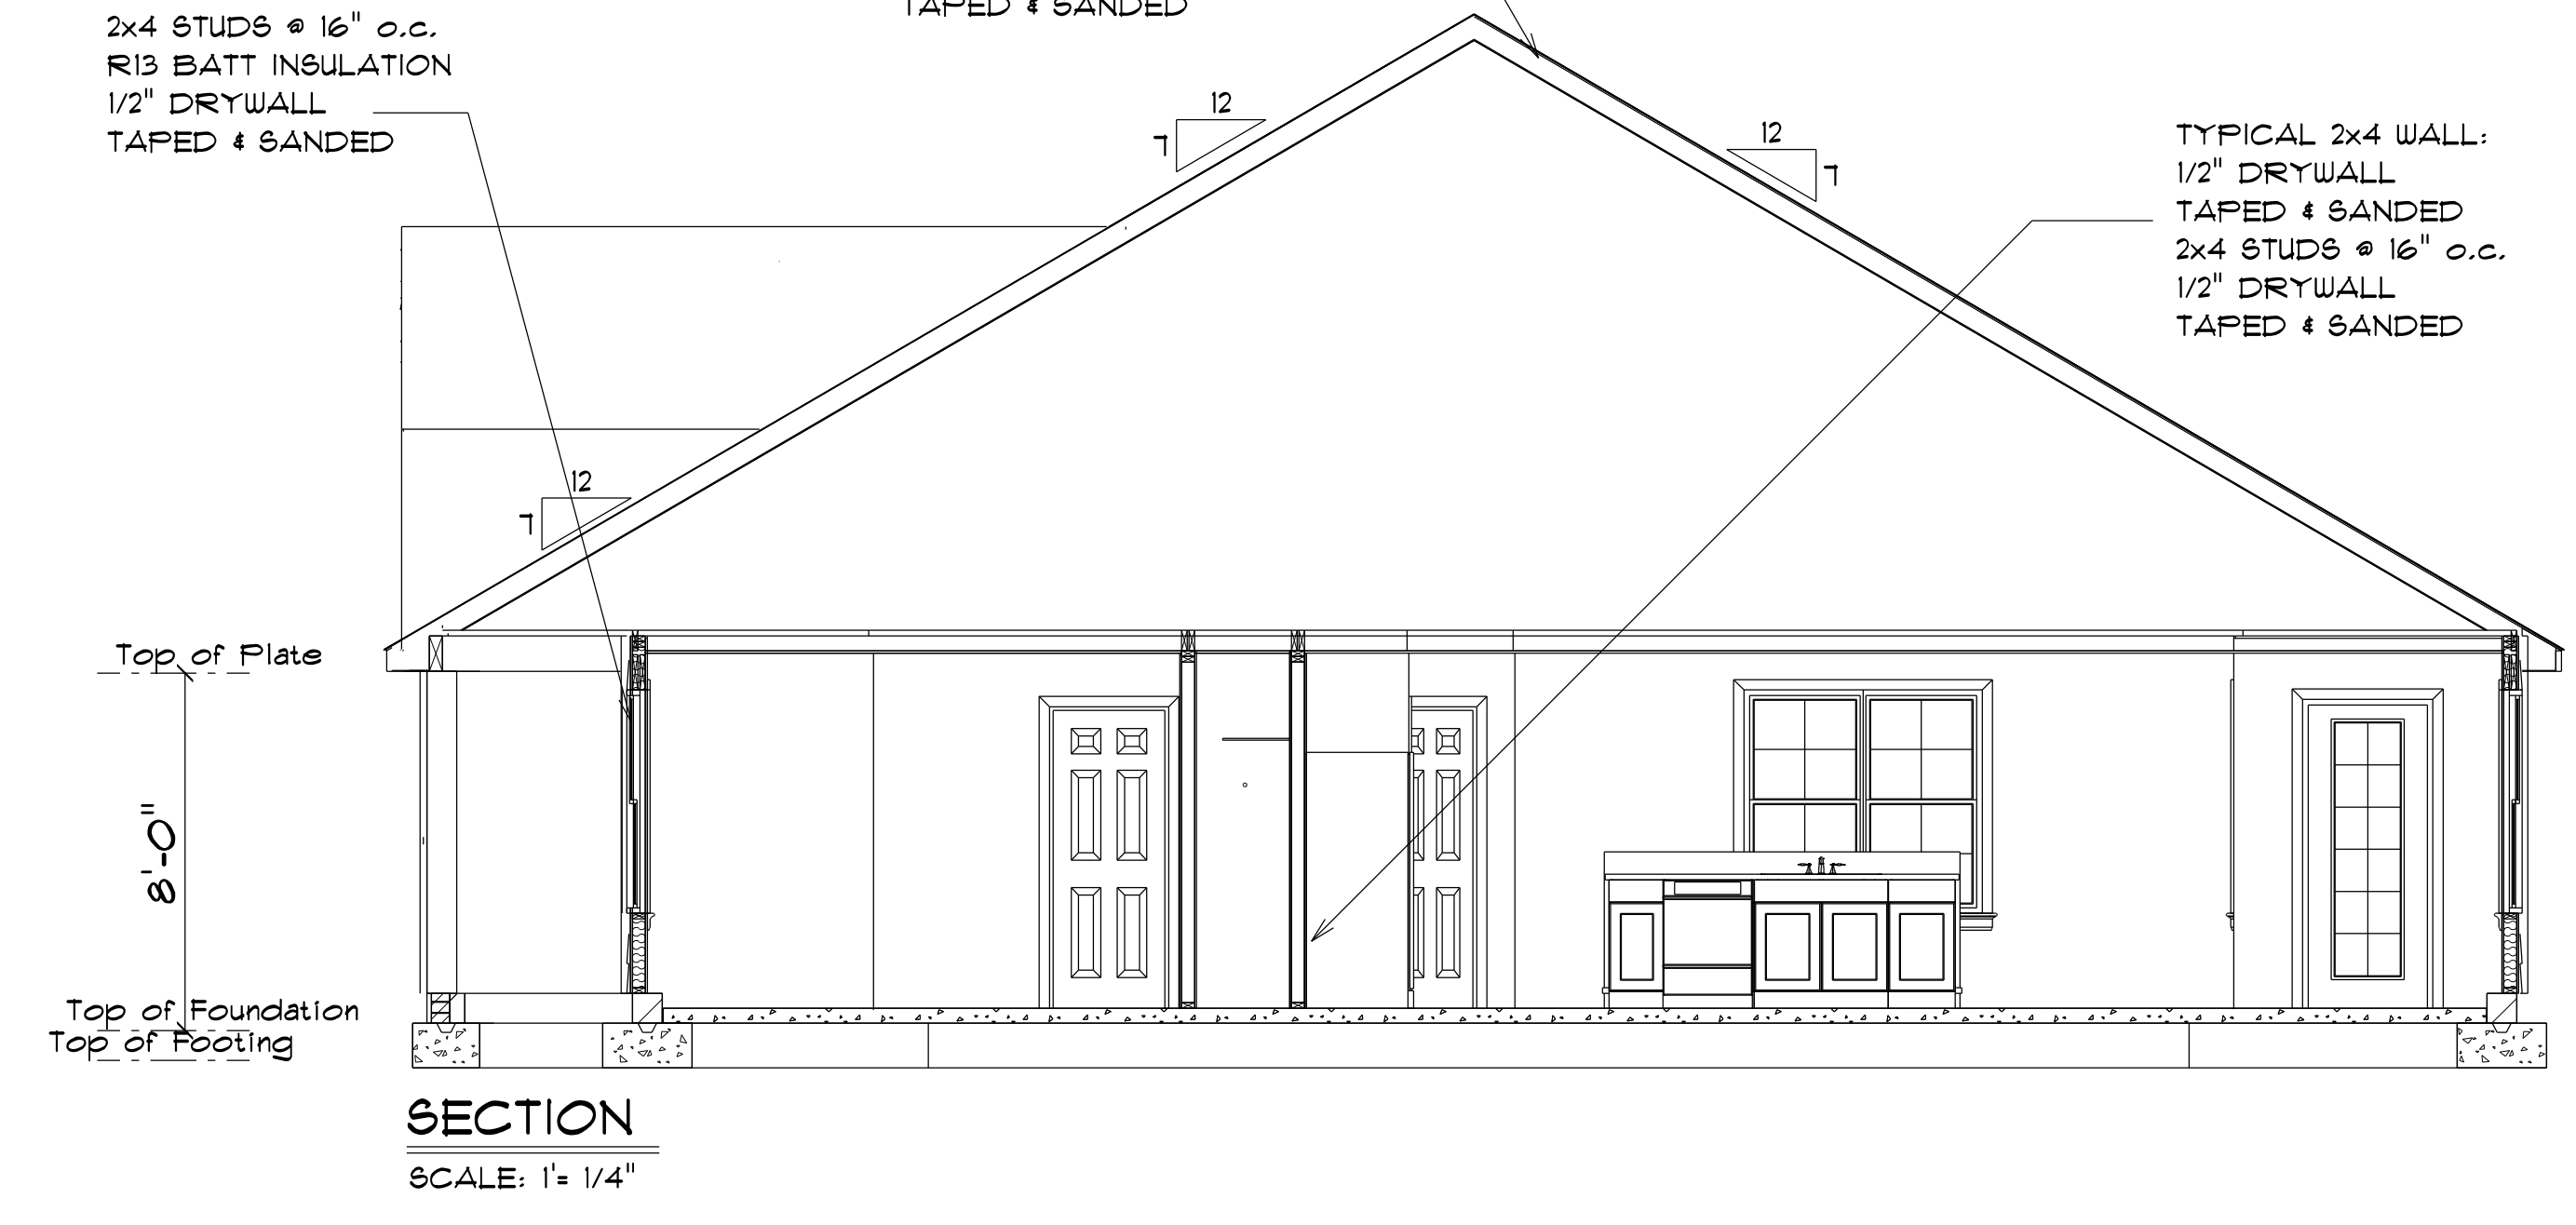 TAPED & SANDED
2x4 STUDS @ 16" o.c.
R13 BATT INSULATION
1/2" DRYWALL
TAPED & SANDED
12
7
12
7
TYPICAL 2x4 WALL:
1/2" DRYWALL
TAPED & SANDED
2x4 STUDS @ 16" o.c.
1/2" DRYWALL
TAPED & SANDED
12
7
Top of Plate
8'-0"
Top of Foundation
Top of Footing
SECTION
SCALE: 1'= 1/4"